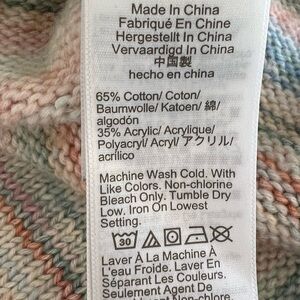 Made In China
Fabriqué En Chine
Hergestellt In China
Vervaardigd In China
中国製
hecho en china
65% Cotton/ Coton/
Baumwolle/ Katoen/ 綿/
algodón
35% Acrylic/ Acrylique/
Polyacryl/ Acryl/ アクリル/
acrílico
Machine Wash Cold. With
Like Colors. Non-chlorine
Bleach Only. Tumble Dry
Low. Iron On Lowest
Setting.
30
Laver À La Machine À
L'eau Froide. Laver En
Séparant Les Couleurs.
Seulement Agent De